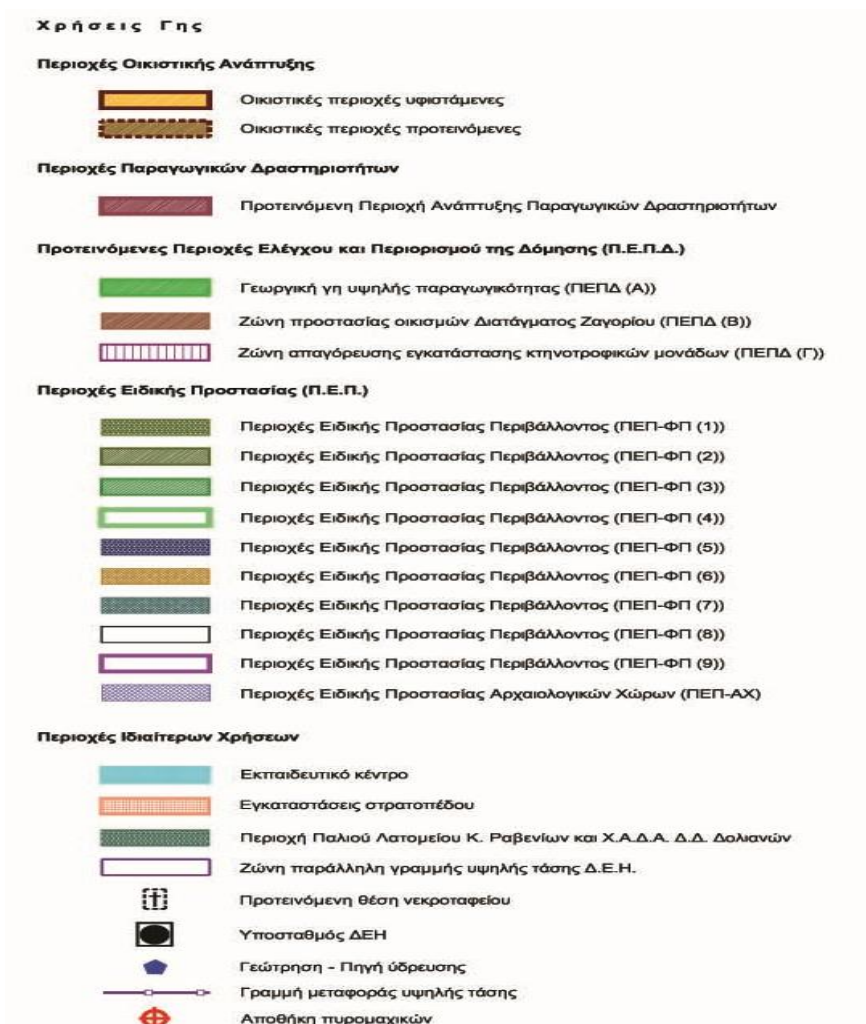 Χρήσεις Γης
Περιοχές Οικιστικής Ανάπτυξης
Οικιστικές περιοχές υφιστάμενες
Οικιστικές περιοχές προτεινόμενες
Περιοχές Παραγωγικών Δραστηριοτήτων
Προτεινόμενη Περιοχή Ανάπτυξης Παραγωγικών Δραστηριοτήτων
Προτεινόμενες Περιοχές Ελέγχου και Περιορισμού της Δόμησης (Π.Ε.Π.Δ.)
Γεωργική γη υψηλής παραγωγικότητας (ΠΕΠΔ (Α))
Ζώνη προστασίας οικισμών Διατάγματος Ζαγορίου (ΠΕΠΔ (Β))
Ζώνη απαγόρευσης εγκατάστασης κτηνοτροφικών μονάδων (ΠΕΠΔ (Γ))
Περιοχές Ειδικής Προστασίας (Π.Ε.Π.)
Περιοχές Ειδικής Προστασίας Περιβάλλοντος (ΠΕΠ-ΦΠ (1))
Περιοχές Ειδικής Προστασίας Περιβάλλοντος (ΠΕΠ-ΦΠ (2))
Περιοχές Ειδικής Προστασίας Περιβάλλοντος (ΠΕΠ-ΦΠ (3))
Περιοχές Ειδικής Προστασίας Περιβάλλοντος (ΠΕΠ-ΦΠ (4))
Περιοχές Ειδικής Προστασίας Περιβάλλοντος (ΠΕΠ-ΦΠ (5))
Περιοχές Ειδικής Προστασίας Περιβάλλοντος (ΠΕΠ-ΦΠ (6))
Περιοχές Ειδικής Προστασίας Περιβάλλοντος (ΠΕΠ-ΦΠ (7))
Περιοχές Ειδικής Προστασίας Περιβάλλοντος (ΠΕΠ-ΦΠ (8))
Περιοχές Ειδικής Προστασίας Περιβάλλοντος (ΠΕΠ-ΦΠ (9))
Περιοχές Ειδικής Προστασίας Αρχαιολογικών Χώρων (ΠΕΠ-ΑΧ)
Περιοχές Ιδιαίτερων Χρήσεων
Εκπαιδευτικό κέντρο
Εγκαταστάσεις στρατοπέδου
Περιοχή Παλιού Λατομείου Κ. Ραβενίων και Χ.Α.Δ.Α. Δ.Δ. Δολιανών
Ζώνη παράλληλη γραμμής υψηλής τάσης Δ.Ε.Η.
Προτεινόμενη θέση νεκροταφείου
Υποσταθμός ΔΕΗ
Γεώτρηση - Πηγή ύδρευσης
Γραμμή μεταφοράς υψηλής τάσης
Αποθήκη πυρομαχικών